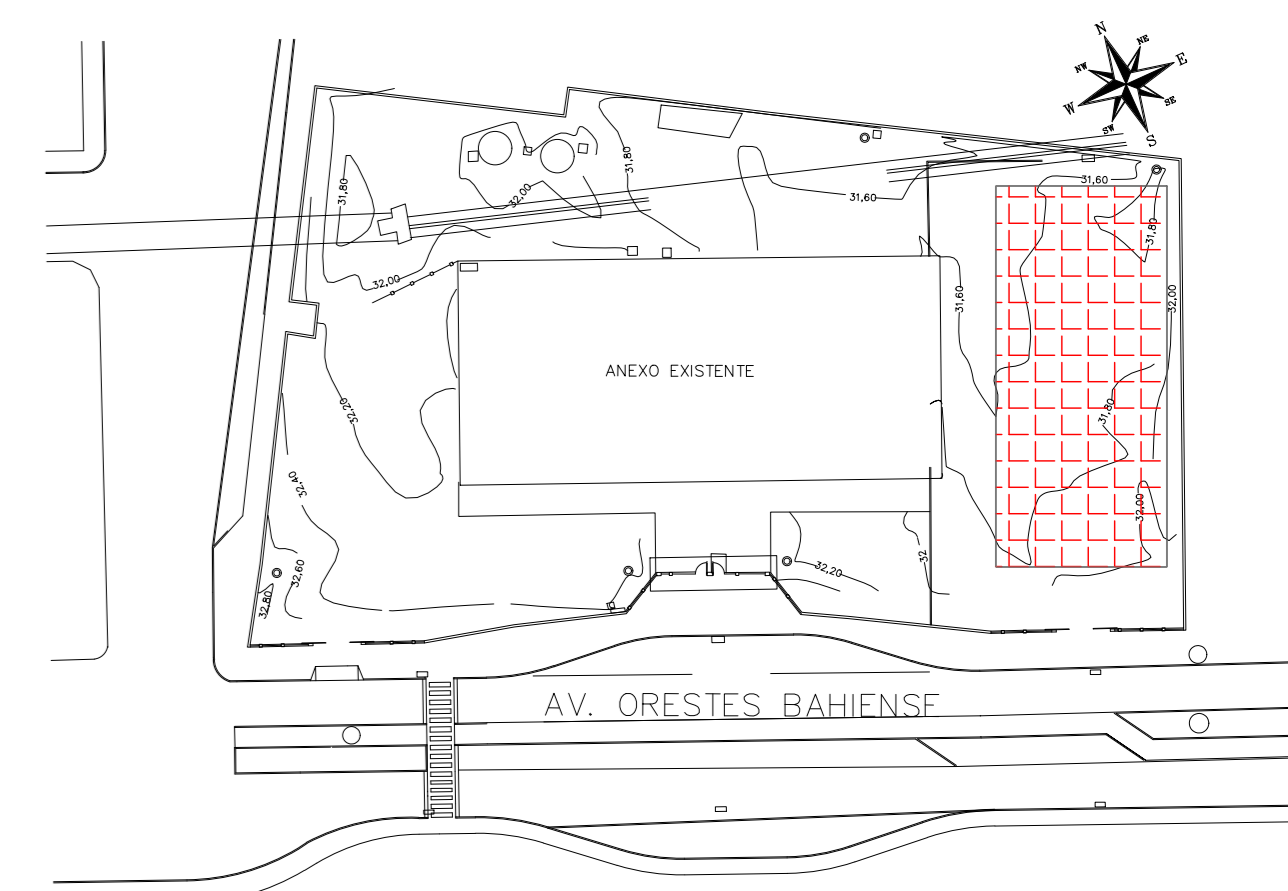 N
NE
E
SE
S
SW
W
NW
31,80
32,00
31,80
31,60
31,60
31,80
32,00
31,60
32,00
ANEXO EXISTENTE
32,20
31,80
32,40
32,00
32,60
32,80
32,20
32
AV. ORESTES BAHIENSE